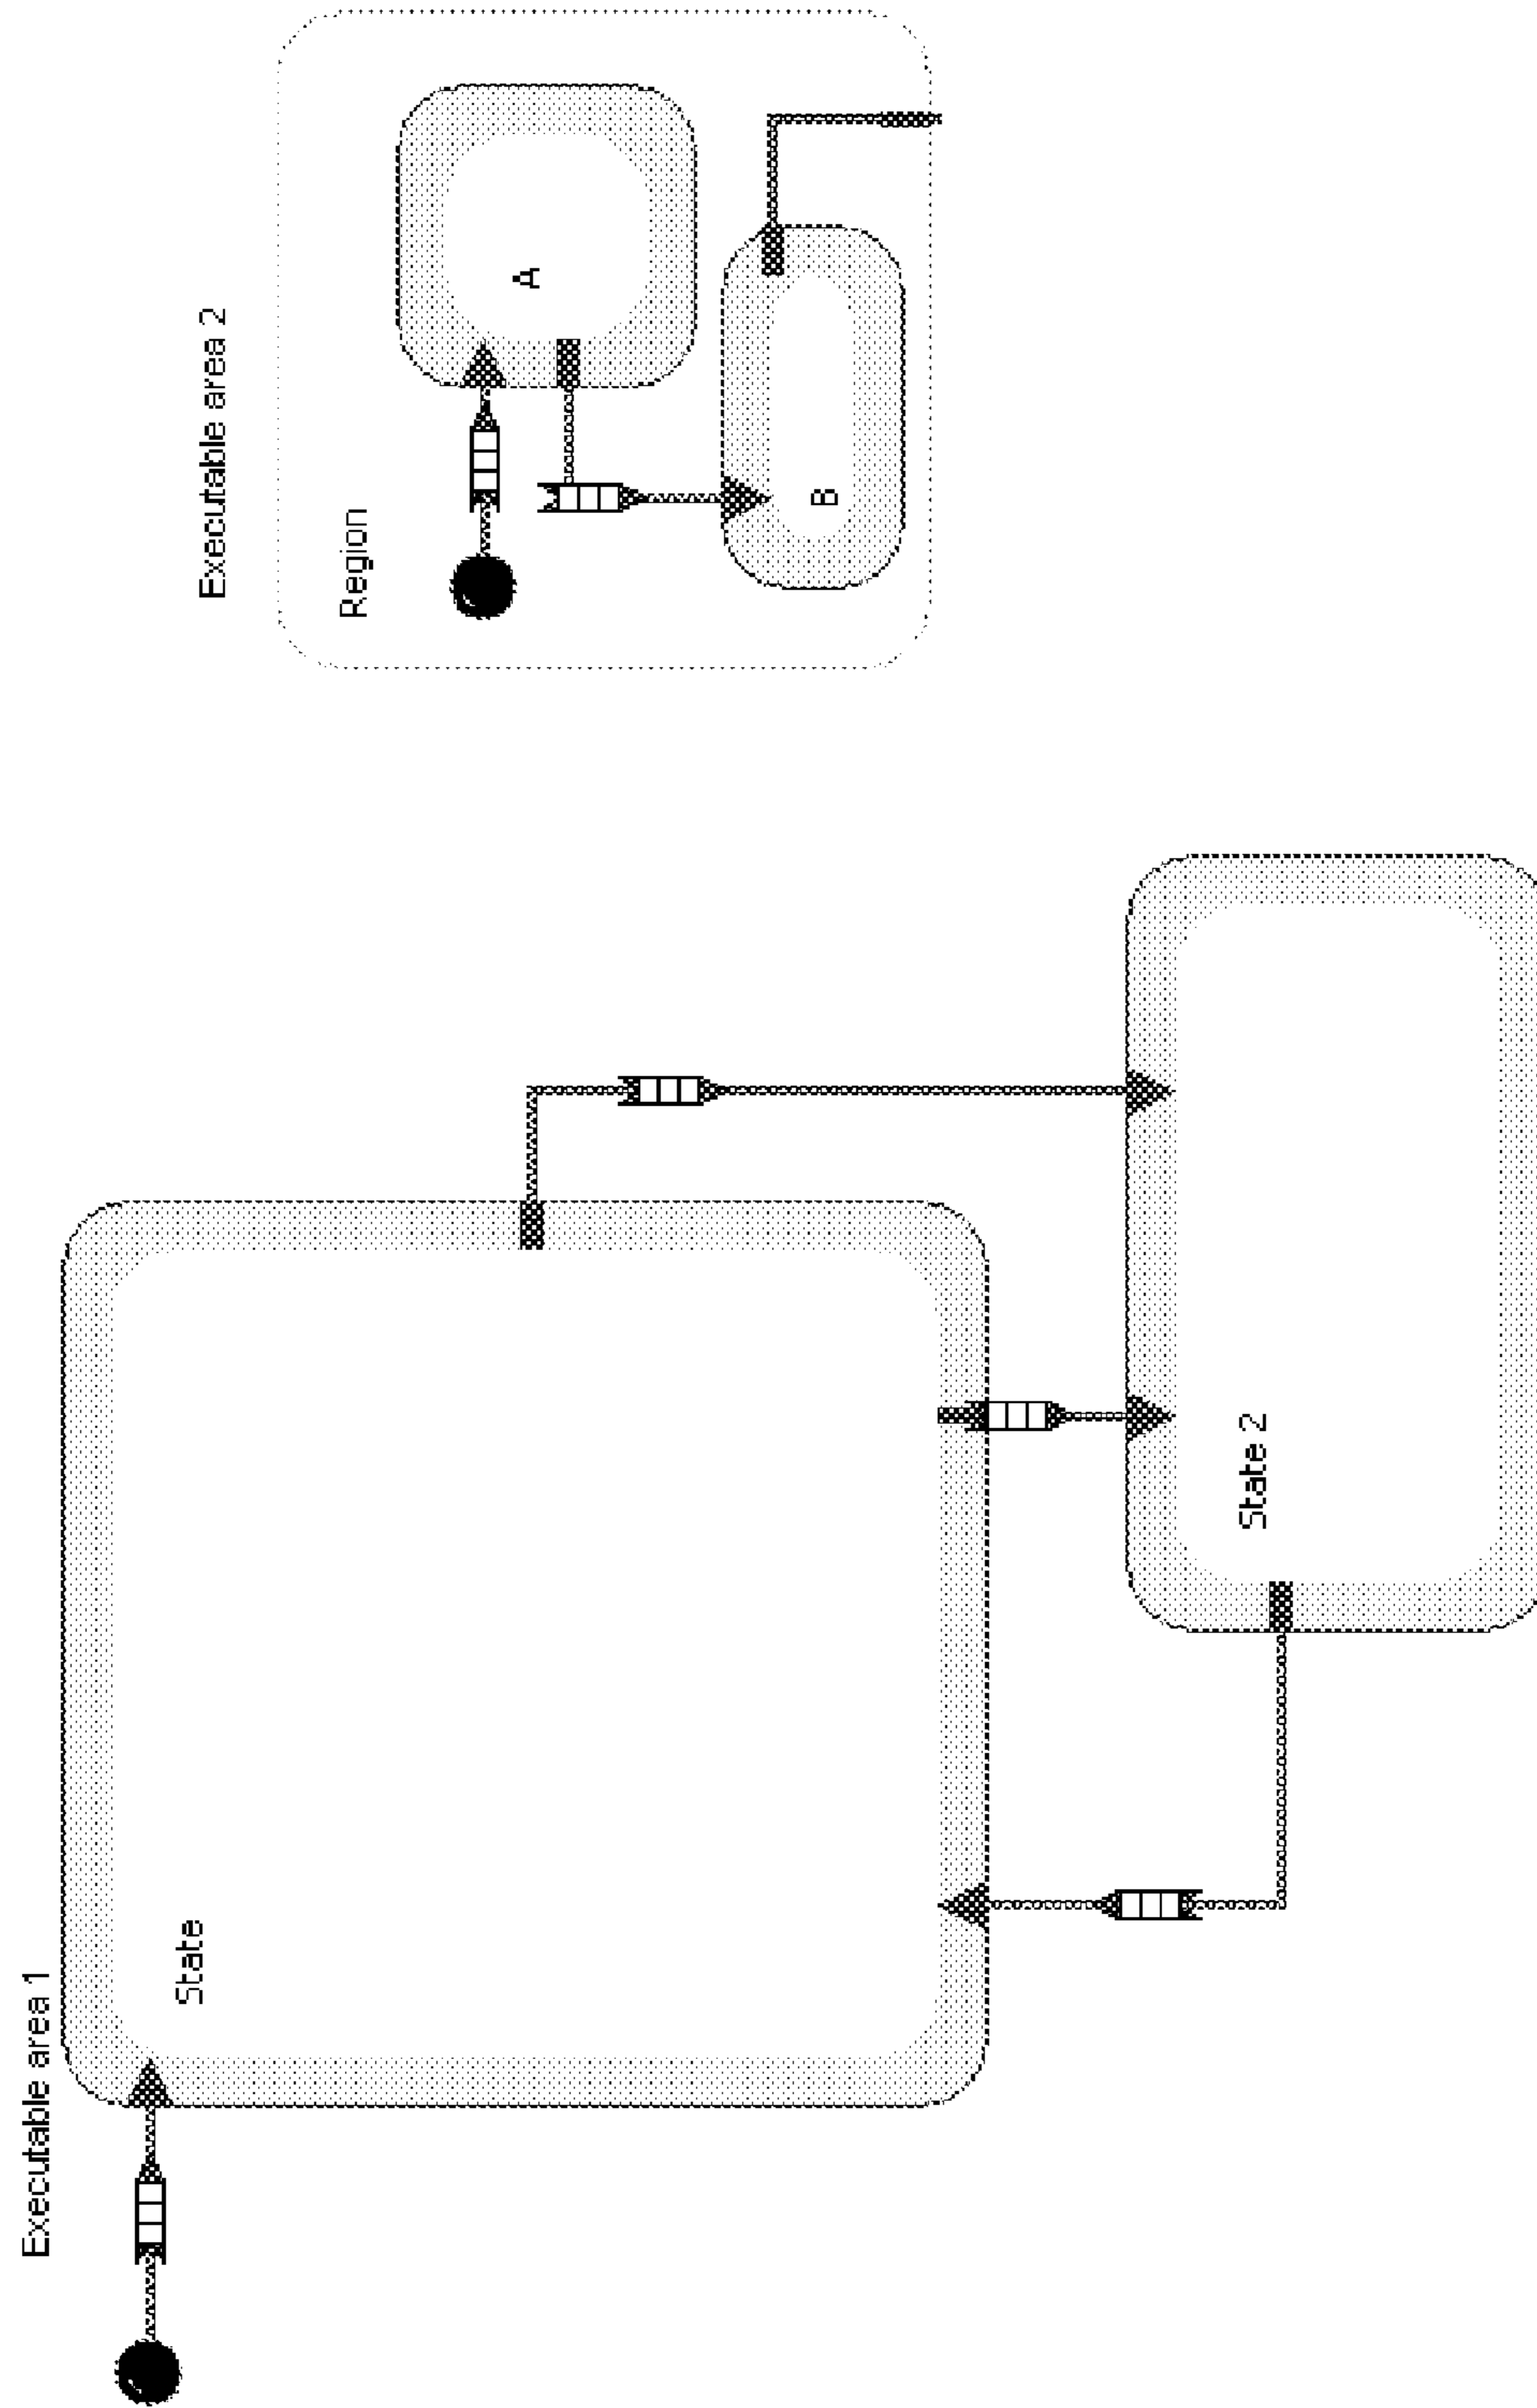 Executable area 1
State
State 2
Executable area 2
Region
A
B